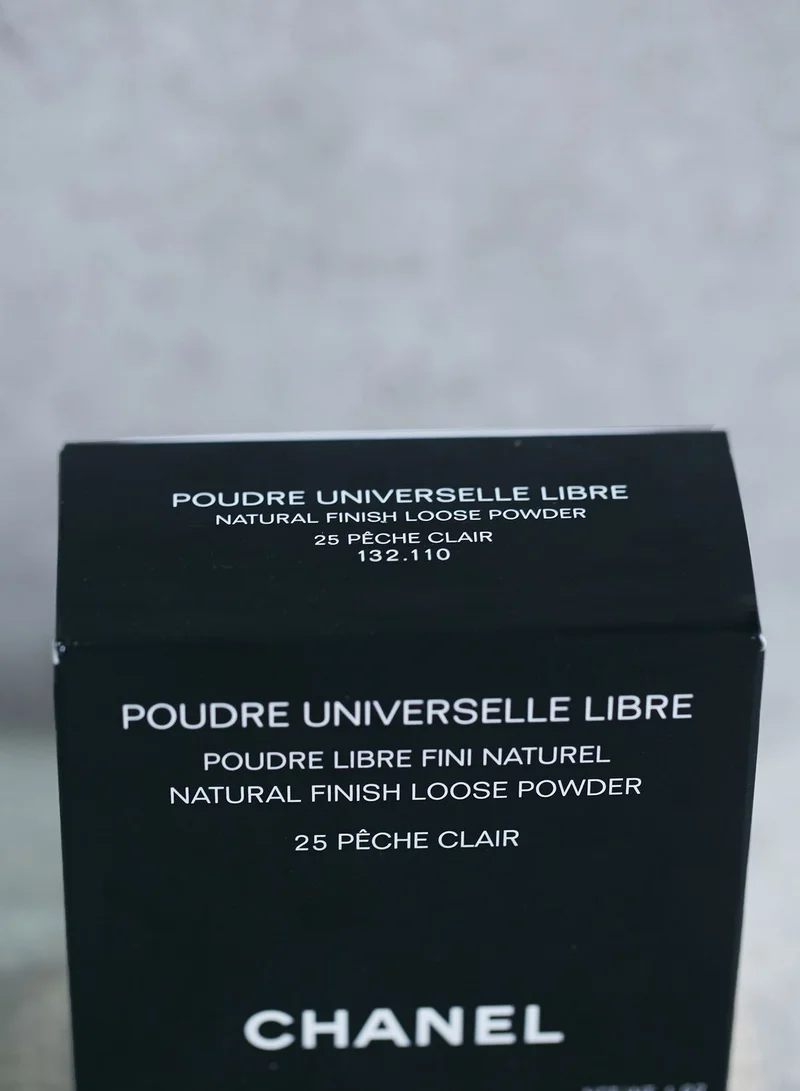 POUDRE UNIVERSELLE LIBRE
NATURAL FINISH LOOSE POWDER
25 PÊCHE CLAIR
132.110
POUDRE UNIVERSELLE LIBRE
POUDRE LIBRE FINI NATUREL
NATURAL FINISH LOOSE POWDER
25 PÊCHE CLAIR
CHANEL